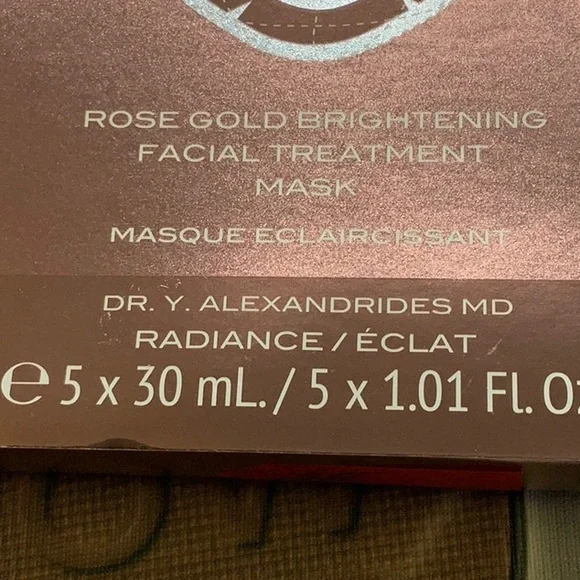 ROSE GOLD BRIGHTENING
FACIAL TREATMENT
MASK
MASQUE ECLAIRCISSANT
DR. Y. ALEXANDRIDES MD
RADIANCE / ÉCLAT
℮ 5 x 30 mL. / 5 x 1.01 FL. Oz